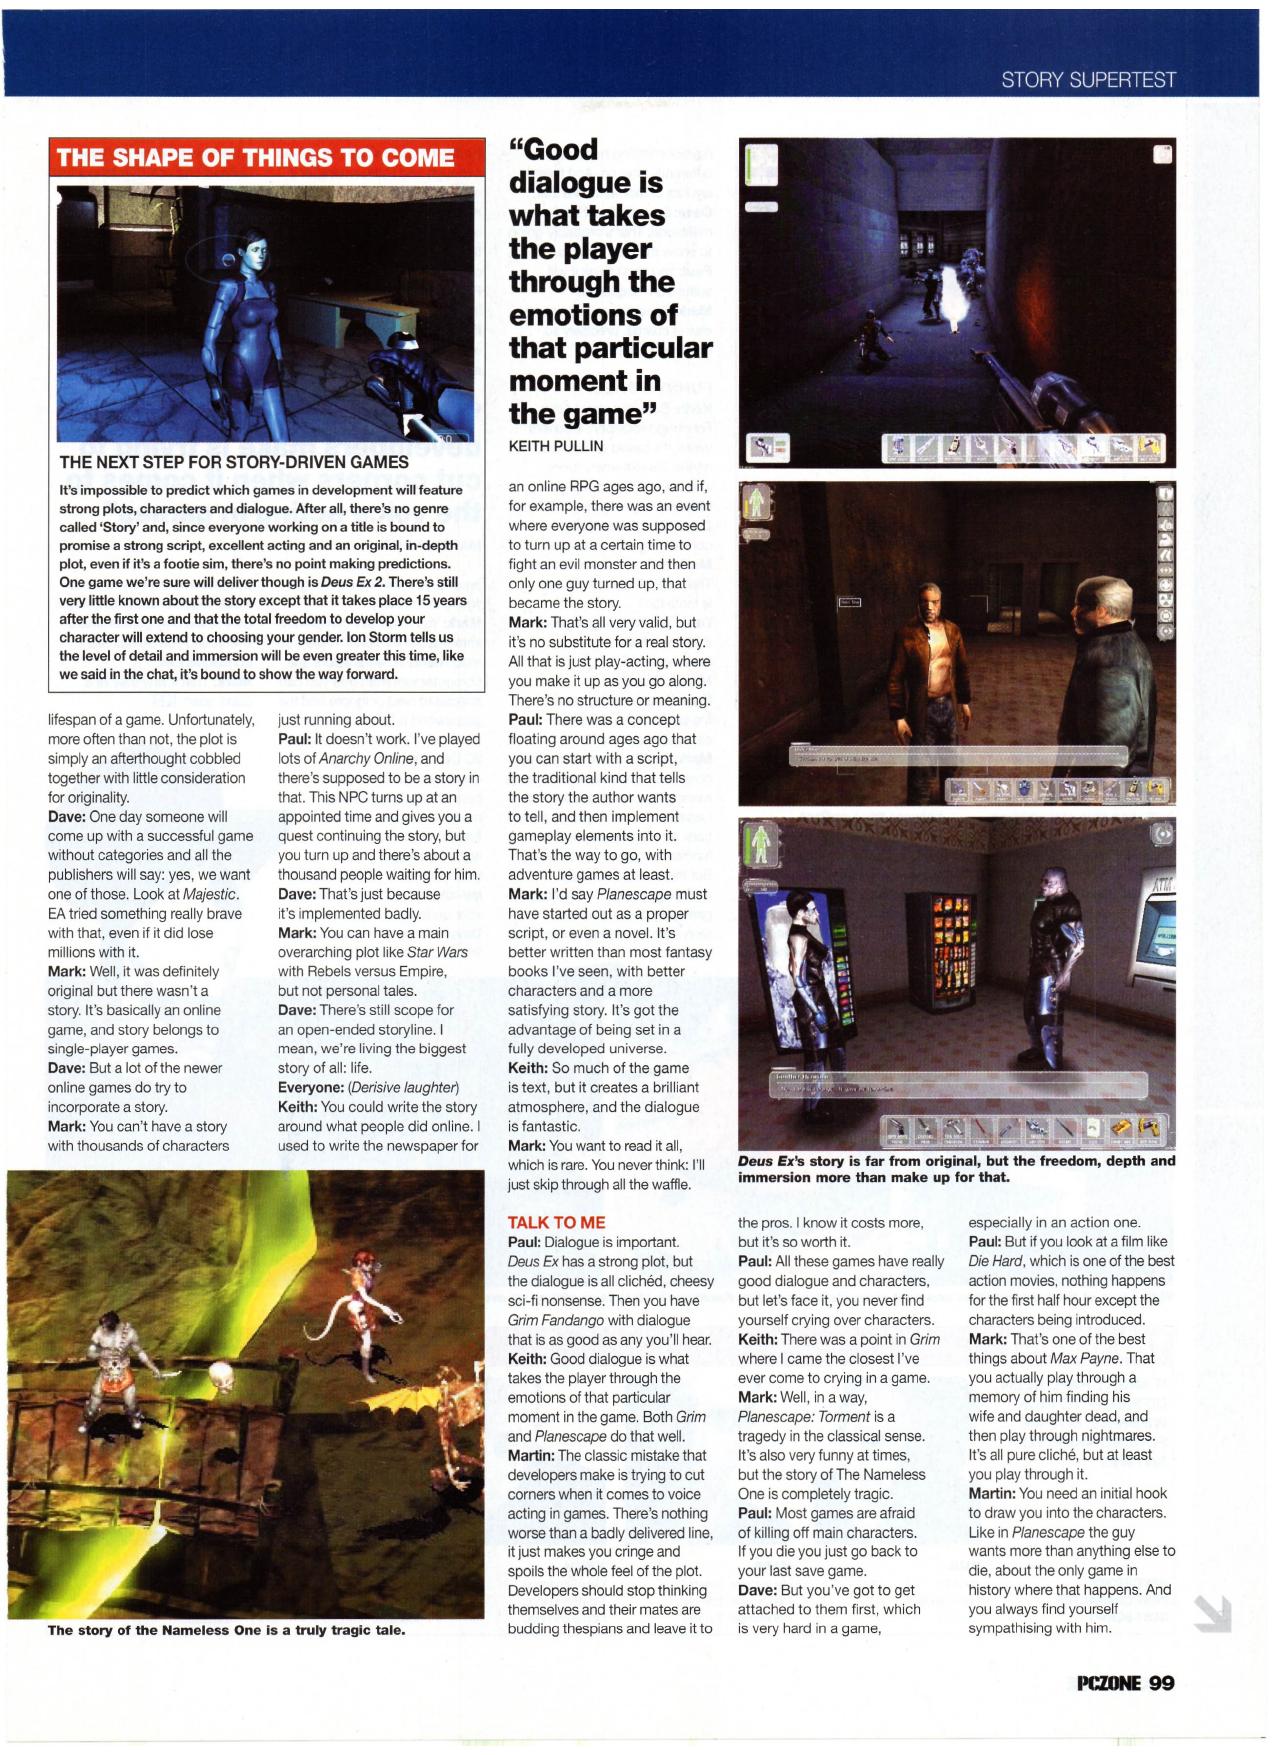 STORY SUPERTEST
THE SHAPE OF THINGS TO COME
THE NEXT STEP FOR STORY-DRIVEN GAMES
It's impossible to predict which games in development will feature
strong plots, characters and dialogue. After all, there's no genre
called 'Story' and, since everyone working on a title is bound to
promise a strong script, excellent acting and an original, in-depth
plot, even if it's a footie sim, there's no point making predictions.
One game we're sure will deliver though is Deus Ex 2. There's still
very little known about the story except that it takes place 15 years
after the first one and that the total freedom to develop your
character will extend to choosing your gender. Ion Storm tells us
the level of detail and immersion will be even greater this time, like
we said in the chat, it's bound to show the way forward.
lifespan of a game. Unfortunately,
more often than not, the plot is
simply an afterthought cobbled
together with little consideration
for originality.
Dave: One day someone will
come up with a successful game
without categories and all the
publishers will say: yes, we want
one of those. Look at Majestic.
EA tried something really brave
with that, even if it did lose
millions with it.
Mark: Well, it was definitely
original but there wasn't a
story. It's basically an online
game, and story belongs to
single-player games.
Dave: But a lot of the newer
online games do try to
incorporate a story.
Mark: You can't have a story
with thousands of characters
just running about.
Paul: It doesn't work. I've played
lots of Anarchy Online, and
there's supposed to be a story in
that. This NPC turns up at an
appointed time and gives you a
quest continuing the story, but
you turn up and there's about a
thousand people waiting for him.
Dave: That's just because
it's implemented badly.
Mark: You can have a main
overarching plot like Star Wars
with Rebels versus Empire,
but not personal tales.
Dave: There's still scope for
an open-ended storyline. I
mean, we're living the biggest
story of all: life.
Everyone: (Derisive laughter)
Keith: You could write the story
around what people did online. I
used to write the newspaper for
The story of the Nameless One is a truly tragic tale.
"Good
dialogue is
what takes
the player
through the
emotions of
that particular
moment in
the game"
KEITH PULLIN
an online RPG ages ago, and if,
for example, there was an event
where everyone was supposed
to turn up at a certain time to
fight an evil monster and then
only one guy turned up, that
became the story.
Mark: That's all very valid, but
it's no substitute for a real story.
All that is just play-acting, where
you make it up as you go along.
There's no structure or meaning.
Paul: There was a concept
floating around ages ago that
you can start with a script,
the traditional kind that tells
the story the author wants
to tell, and then implement
gameplay elements into it.
That's the way to go, with
adventure games at least.
Mark: I'd say Planescape must
have started out as a proper
script, or even a novel. It's
better written than most fantasy
books I've seen, with better
characters and a more
satisfying story. It's got the
advantage of being set in a
fully developed universe.
Keith: So much of the game
is text, but it creates a brilliant
atmosphere, and the dialogue
is fantastic.
Mark: You want to read it all,
which is rare. You never think: I'll
just skip through all the waffle.
ATM
Deus Ex's story is far from original, but the freedom, depth and
immersion more than make up for that.
TALK TO ME
Paul: Dialogue is important.
Deus Ex has a strong plot, but
the dialogue is all clichéd, cheesy
sci-fi nonsense. Then you have
Grim Fandango with dialogue
that is as good as any you'll hear.
Keith: Good dialogue is what
takes the player through the
emotions of that particular
moment in the game. Both Grim
and Planescape do that well.
Martin: The classic mistake that
developers make is trying to cut
corners when it comes to voice
acting in games. There's nothing
worse than a badly delivered line,
it just makes you cringe and
spoils the whole feel of the plot.
Developers should stop thinking
themselves and their mates are
budding thespians and leave it to
the pros. I know it costs more,
but it's so worth it.
Paul: All these games have really
good dialogue and characters,
but let's face it, you never find
yourself crying over characters.
Keith: There was a point in Grim
where I came the closest I've
ever come to crying in a game.
Mark: Well, in a way,
Planescape: Torment is a
tragedy in the classical sense.
It's also very funny at times,
but the story of The Nameless
One is completely tragic.
Paul: Most games are afraid
of killing off main characters.
If you die you just go back to
your last save game.
Dave: But you've got to get
attached to them first, which
is very hard in a game,
especially in an action one.
Paul: But if you look at a film like
Die Hard, which is one of the best
action movies, nothing happens
for the first half hour except the
characters being introduced.
Mark: That's one of the best
things about Max Payne. That
you actually play through a
memory of him finding his
wife and daughter dead, and
then play through nightmares.
It's all pure cliché, but at least
you play through it.
Martin: You need an initial hook
to draw you into the characters.
Like in Planescape the guy
wants more than anything else to
die, about the only game in
history where that happens. And
you always find yourself
sympathising with him.
PCZONE 99